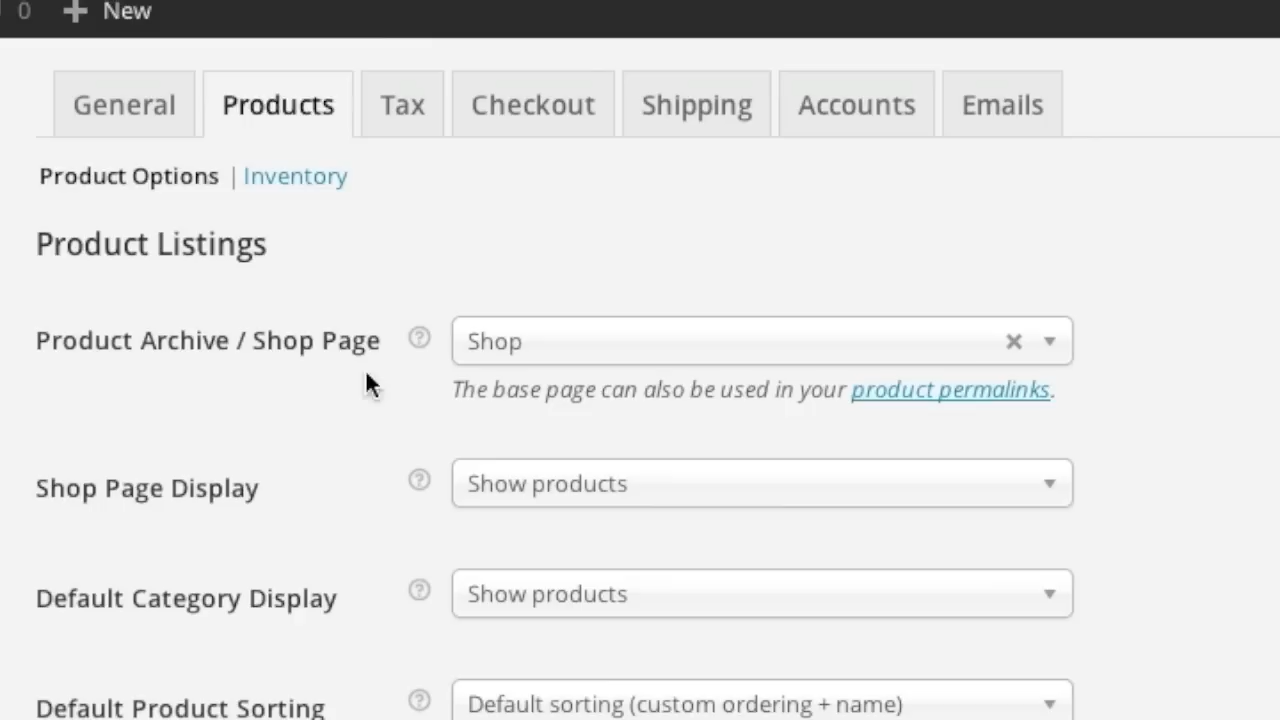 0 New
General Products Tax Checkout Shipping Accounts Emails
Product Options | Inventory
Product Listings
Product Archive / Shop Page ? Shop
The base page can also be used in your product permalinks.
Shop Page Display ? Show products
Default Category Display ? Show products
Default Product Sorting ? Default sorting (custom ordering + name)